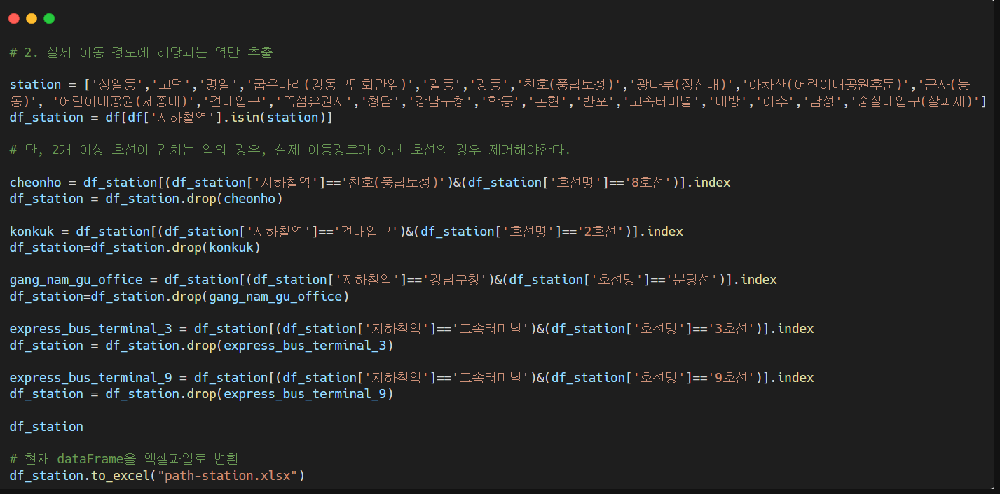 # 2. 실제 이동 경로에 해당되는 역만 추출
station = ['상일동','고덕','명일','굽은다리(강동구민회관앞)','길동','강동','천호(풍납토성)','광나루(장신대)','아차산(어린이대공원후문)','군자(능
동)', '어린이대공원(세종대)','건대입구','뚝섬유원지','청담','강남구청','학동','논현','반포','고속터미널','내방','이수','남성','숭실대입구(살피재)']
df_station = df[df['지하철역'].isin(station)]
# 단, 2개 이상 호선이 겹치는 역의 경우, 실제 이동경로가 아닌 호선의 경우 제거해야한다.
cheonho = df_station[(df_station['지하철역']=='천호(풍납토성)')&(df_station['호선명']=='8호선')].index
df_station = df_station.drop(cheonho)
konkuk = df_station[(df_station['지하철역']=='건대입구')&(df_station['호선명']=='2호선')].index
df_station=df_station.drop(konkuk)
gang_nam_gu_office = df_station[(df_station['지하철역']=='강남구청')&(df_station['호선명']=='분당선')].index
df_station=df_station.drop(gang_nam_gu_office)
express_bus_terminal_3 = df_station[(df_station['지하철역']=='고속터미널')&(df_station['호선명']=='3호선')].index
df_station = df_station.drop(express_bus_terminal_3)
express_bus_terminal_9 = df_station[(df_station['지하철역']=='고속터미널')&(df_station['호선명']=='9호선')].index
df_station = df_station.drop(express_bus_terminal_9)
df_station
# 현재 dataFrame을 엑셀파일로 변환
df_station.to_excel("path-station.xlsx")